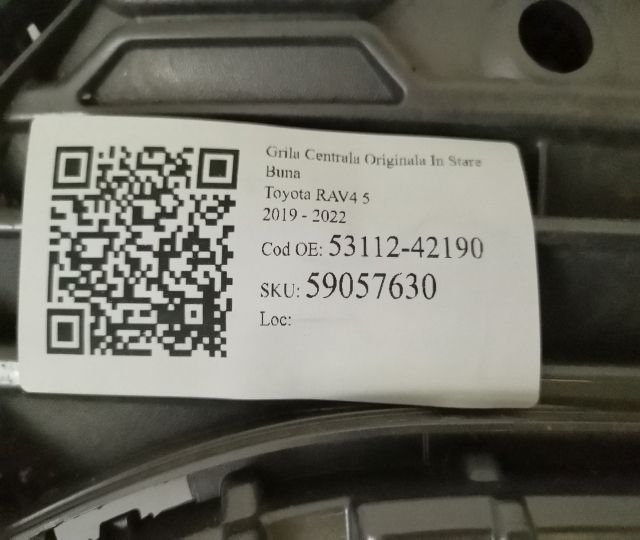 Grila Centrala Originala In Stare
Buna
Toyota RAV4 5
2019 - 2022
Cod OE: 53112-42190
SKU: 59057630
Loc: